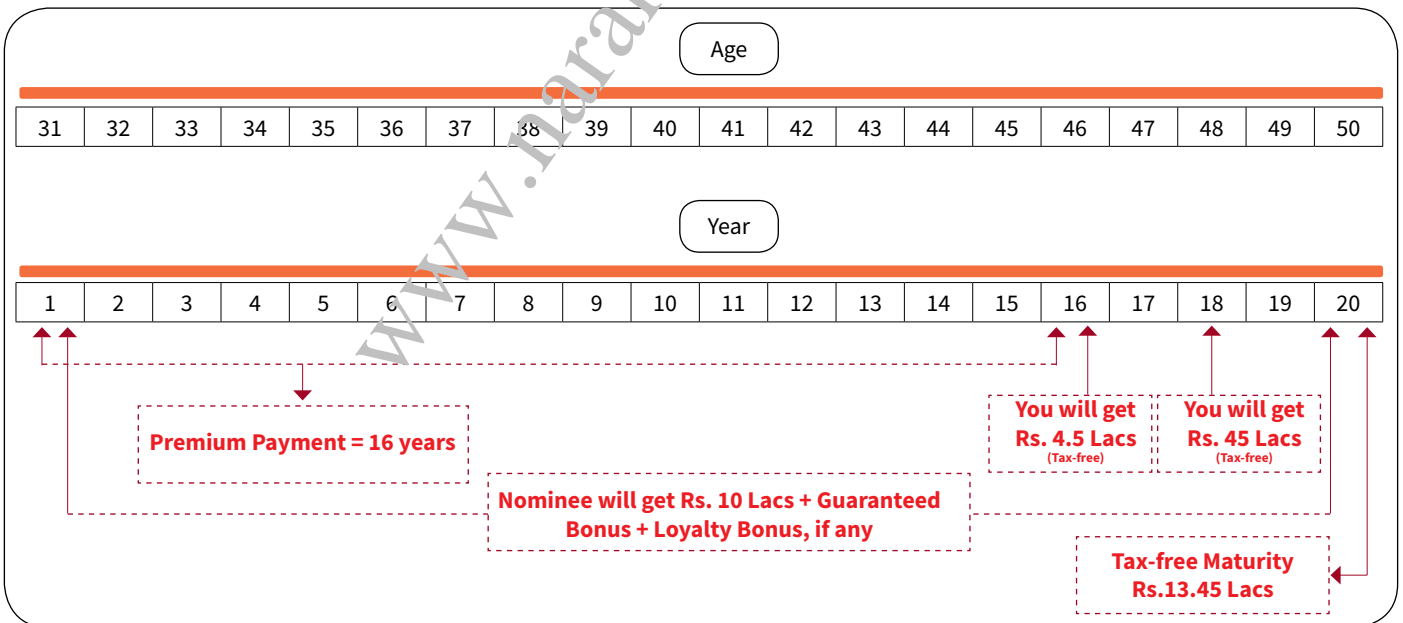 Age
31 32 33 34 35 36 37 38 39 40 41 42 43 44 45 46 47 48 49 50
Year
1 2 3 4 5 6 7 8 9 10 11 12 13 14 15 16 17 18 19 20
Premium Payment = 16 years
You will get
Rs. 4.5 Lacs
(Tax-free)
You will get
Rs. 45 Lacs
(Tax-free)
Nominee will get Rs. 10 Lacs + Guaranteed
Bonus + Loyalty Bonus, if any
Tax-free Maturity
Rs.13.45 Lacs